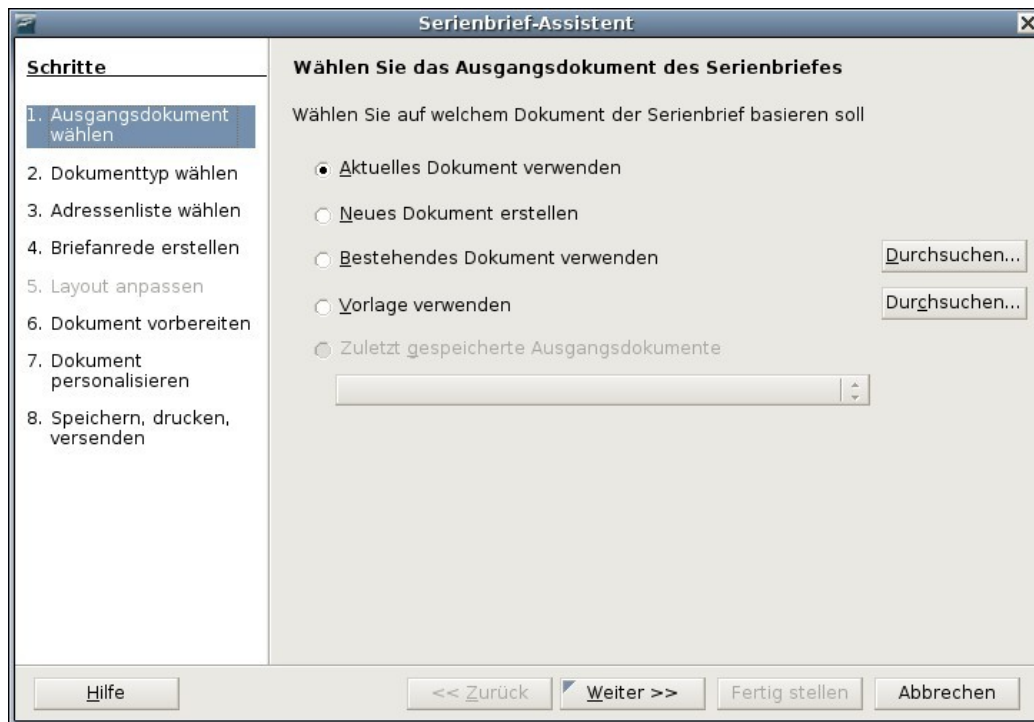 Serienbrief-Assistent
Schritte
1. Ausgangsdokument
wählen
2. Dokumenttyp wählen
3. Adressenliste wählen
4. Briefanrede erstellen
5. Layout anpassen
6. Dokument vorbereiten
7. Dokument
personalisieren
8. Speichern, drucken,
versenden
Wählen Sie das Ausgangsdokument des Serienbriefes
Wählen Sie auf welchem Dokument der Serienbrief basieren soll
Aktuelles Dokument verwenden
Neues Dokument erstellen
Bestehendes Dokument verwenden
Durchsuchen...
Vorlage verwenden
Durchsuchen...
Zuletzt gespeicherte Ausgangsdokumente
Hilfe
<< Zurück
Weiter >>
Fertig stellen
Abbrechen